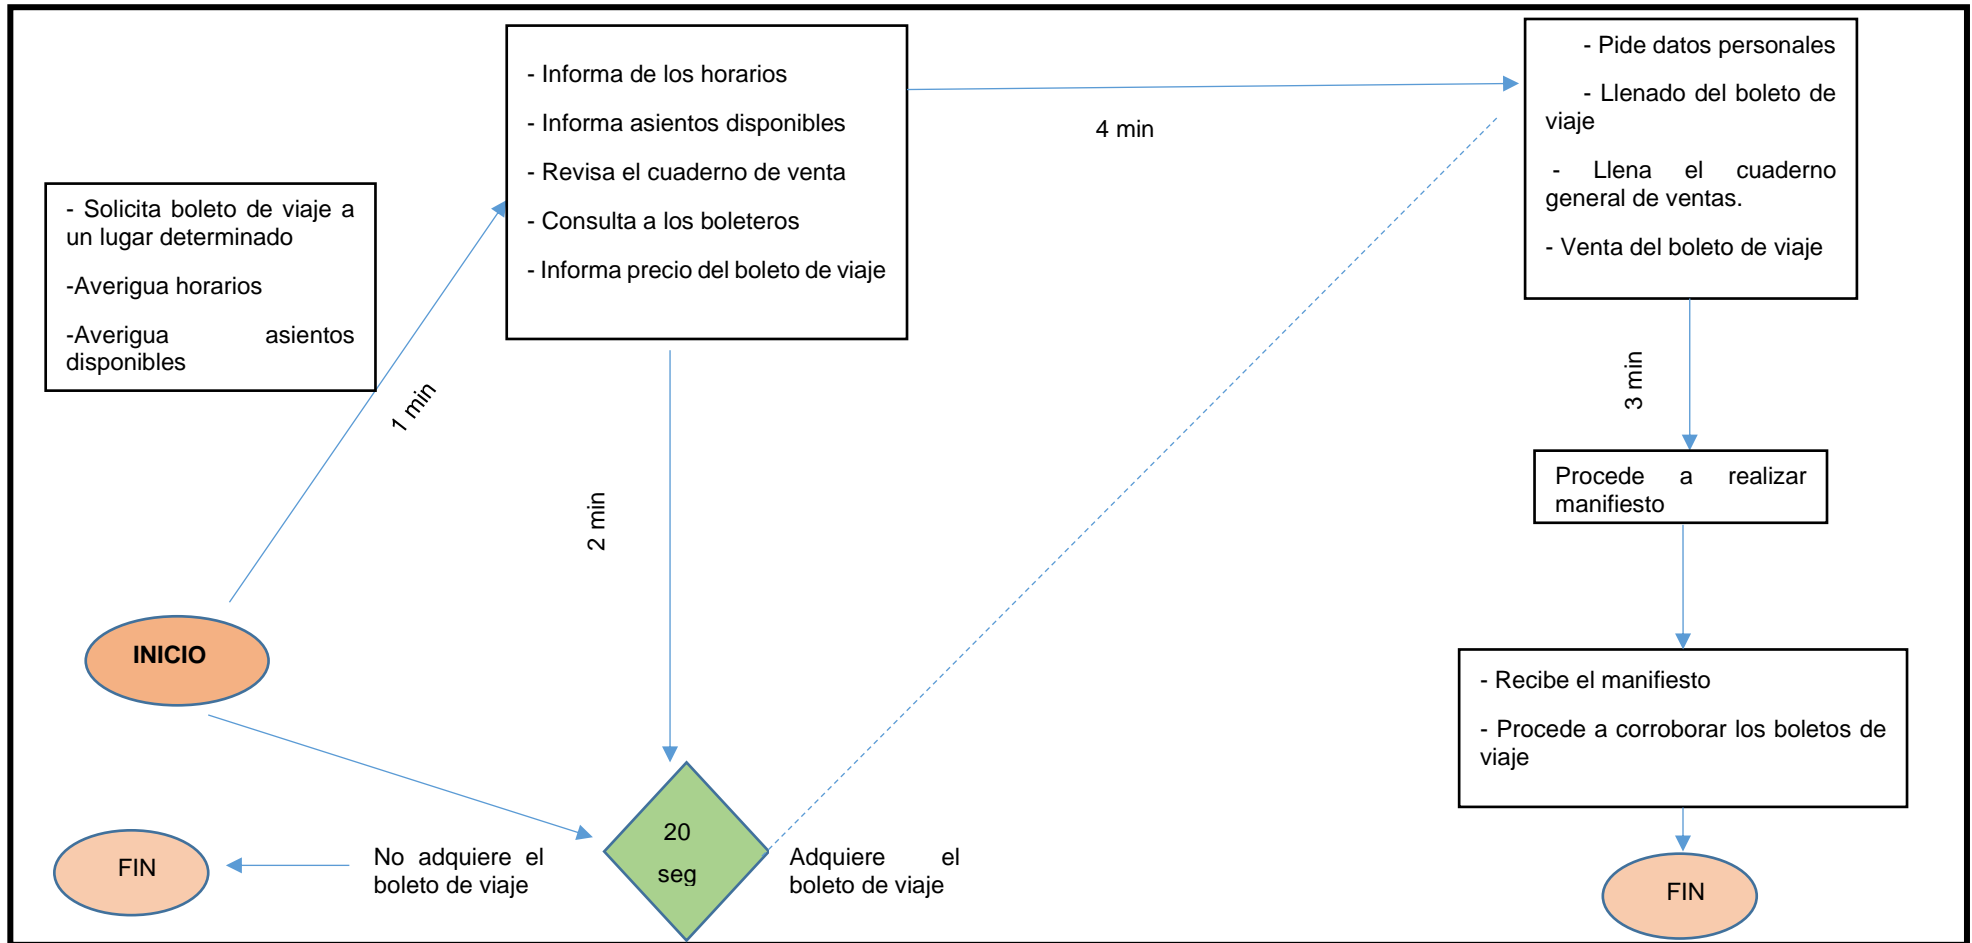 - Solicita boleto de viaje a
un lugar determinado
-Averigua horarios
-Averigua asientos
disponibles
1 min
- Informa de los horarios
- Informa asientos disponibles
- Revisa el cuaderno de venta
- Consulta a los boleteros
- Informa precio del boleto de viaje
4 min
- Pide datos personales
- Llenado del boleto de
viaje
- Llena el cuaderno
general de ventas.
- Venta del boleto de viaje
2 min
3 min
Procede a realizar
manifiesto
INICIO
- Recibe el manifiesto
- Procede a corroborar los boletos de
viaje
FIN
No adquiere el
boleto de viaje
20
seg
Adquiere el
boleto de viaje
FIN